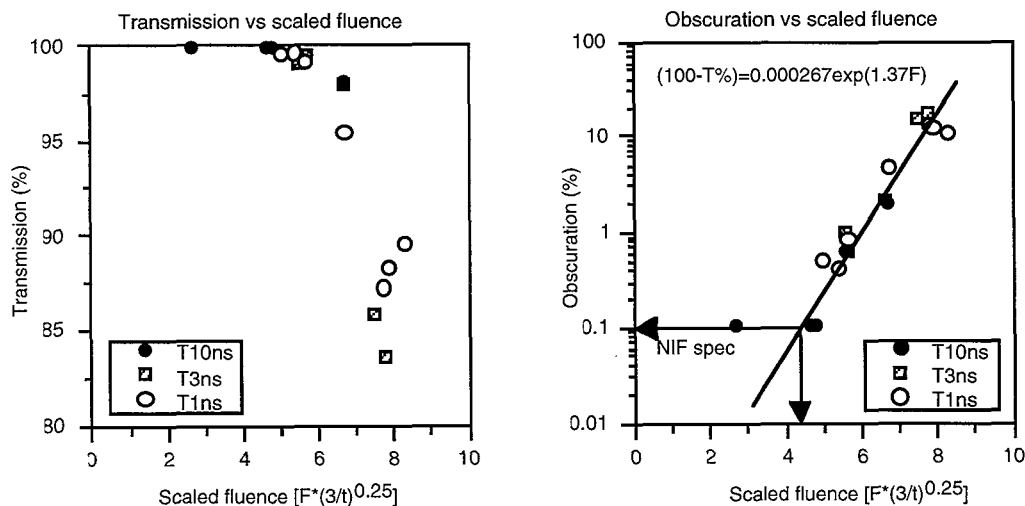 Transmission vs scaled fluence
100
95
90
85
80
Transmission (%)
T10ns
T3ns
T1ns
0 2 4 6 8 10
Scaled fluence [F*(3/t)0.25]
Obscuration vs scaled fluence
100
(100-T%)=0.000267exp(1.37F)
10
1
0.1
0.01
Obscuration (%)
NIF spec
T10ns
T3ns
T1ns
0 2 4 6 8 10
Scaled fluence [F*(3/t)0.25]